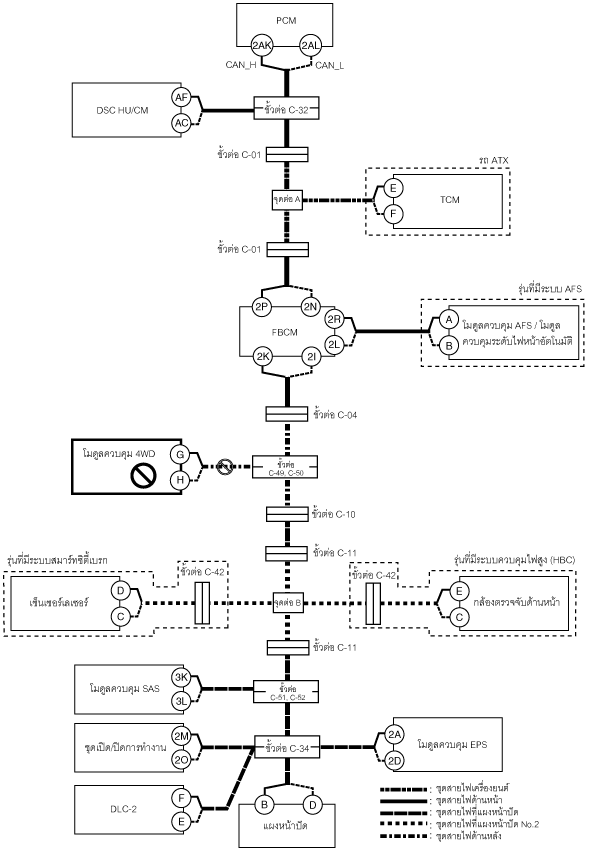 PCM
2AK
2AL
CAN_H
CAN_L
AF
DSC HU/CM
AC
ขั้วต่อ C-32
ขั้วต่อ C-01
รถ ATX
จุดต่อ A
E
TCM
F
ขั้วต่อ C-01
รุ่นที่มีระบบ AFS
2P
2N
2R
FBCM
2L
2K
2I
A
โมดูลควบคุม AFS / โมดูล
B
ควบคุมระดับไฟหน้าอัตโนมัติ
ขั้วต่อ C-04
โมดูลควบคุม 4WD
G
H
ขั้วต่อ
C-49, C-50
ขั้วต่อ C-10
ขั้วต่อ C-11
รุ่นที่มีระบบสมาร์ทซิตี้เบรก
รุ่นที่มีระบบควบคุมไฟสูง (HBC)
ขั้วต่อ C-42
ขั้วต่อ C-42
D
เซ็นเซอร์เลเซอร์
C
จุดต่อ B
E
กล้องตรวจจับด้านหน้า
C
ขั้วต่อ C-11
โมดูลควบคุม SAS
3K
3L
ขั้วต่อ
C-51, C-52
ชุดเปิด/ปิดการทำงาน
2M
2O
ขั้วต่อ C-34
2A
โมดูลควบคุม EPS
2D
DLC-2
F
E
B
D
แผงหน้าปัด
: ชุดสายไฟเครื่องยนต์
: ชุดสายไฟด้านหน้า
: ชุดสายไฟที่แผงหน้าปัด
: ชุดสายไฟที่แผงหน้าปัด No.2
: ชุดสายไฟด้านหลัง